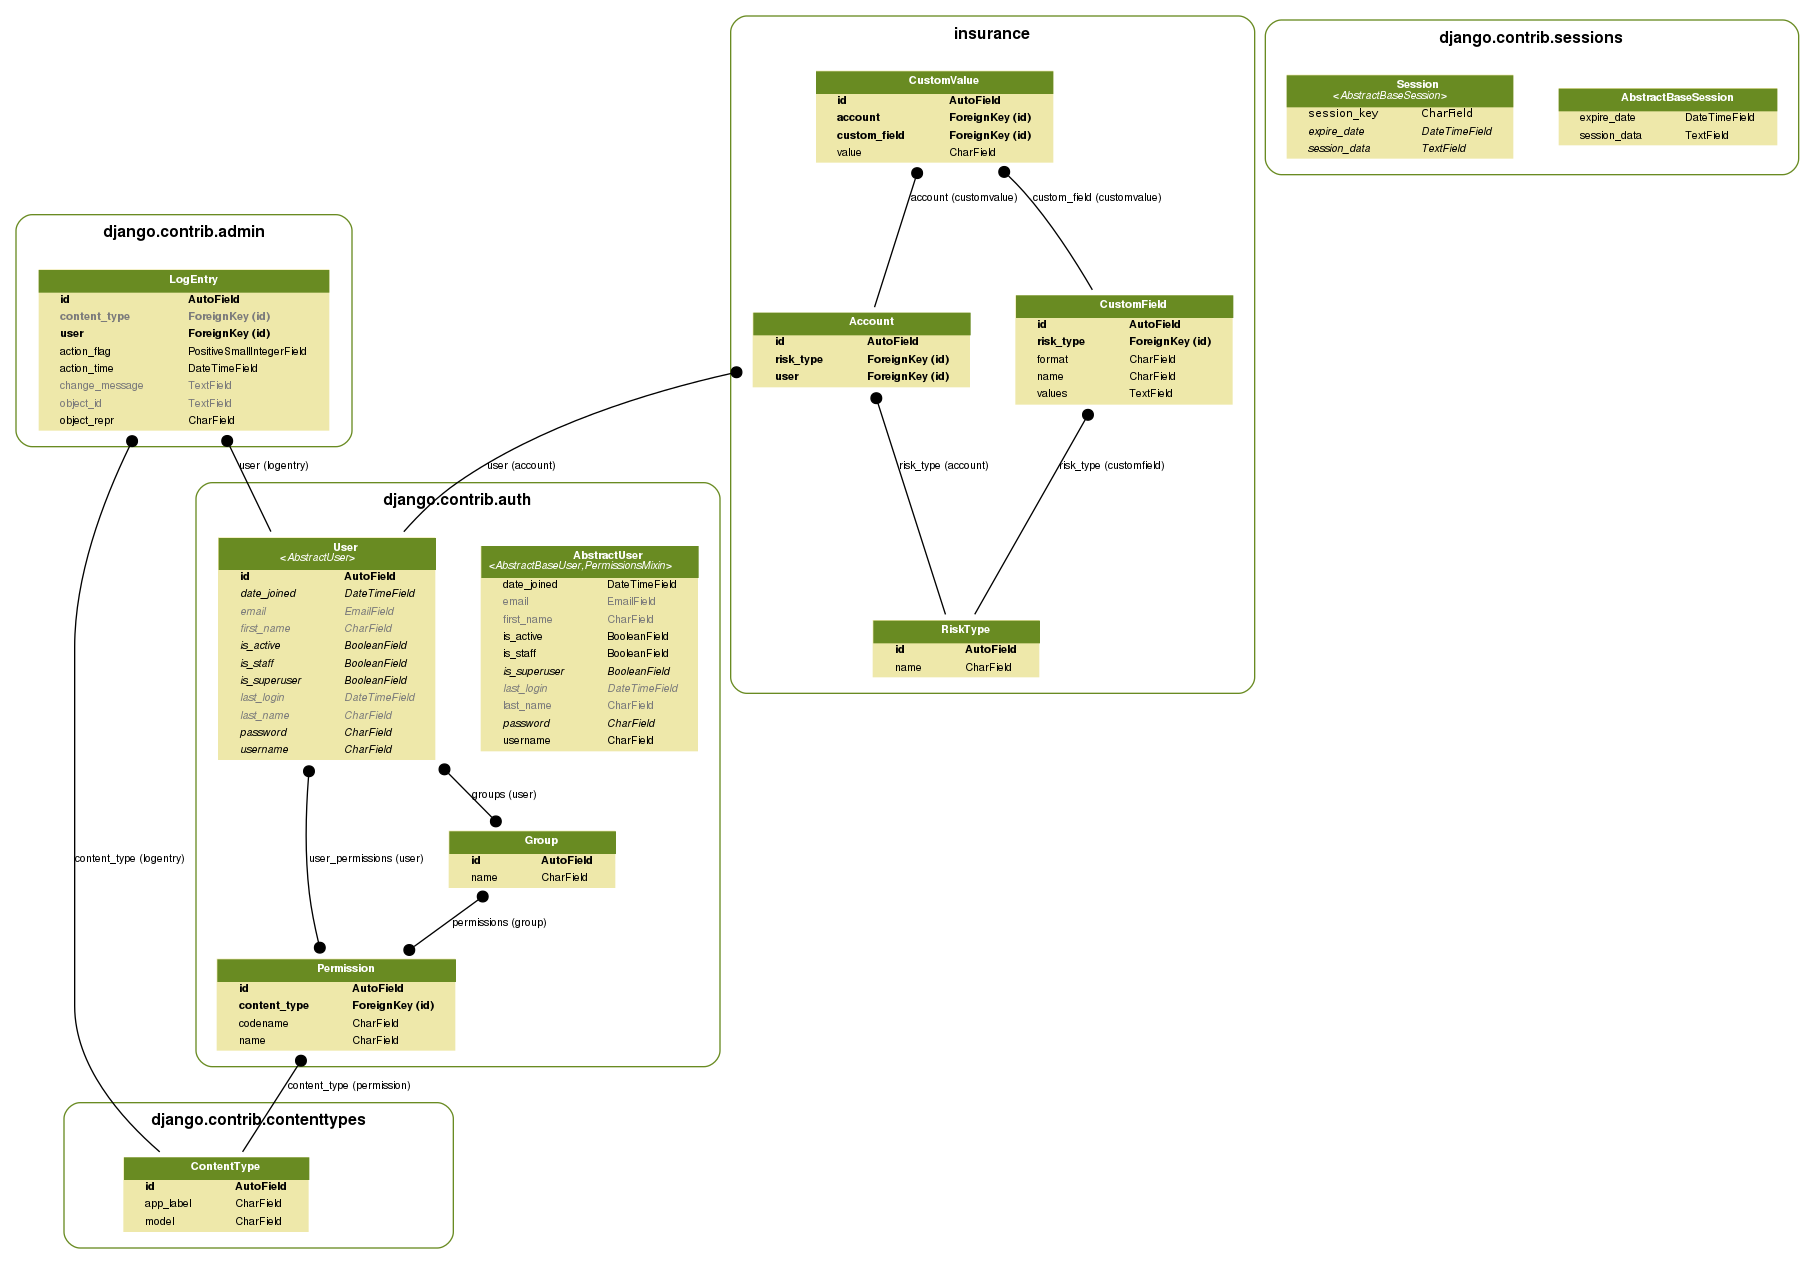 insurance
CustomValue
id AutoField
account ForeignKey (id)
custom_field ForeignKey (id)
value CharField
account (customvalue)
custom_field (customvalue)
Account
id AutoField
risk_type ForeignKey (id)
user ForeignKey (id)
CustomField
id AutoField
risk_type ForeignKey (id)
format CharField
name CharField
values TextField
risk_type (account)
risk_type (customfield)
RiskType
id AutoField
name CharField
django.contrib.sessions
Session
<AbstractBaseSession>
session_key CharField
expire_date DateTimeField
session_data TextField
AbstractBaseSession
expire_date DateTimeField
session_data TextField
django.contrib.admin
LogEntry
id AutoField
content_type ForeignKey (id)
user ForeignKey (id)
action_flag PositiveSmallIntegerField
action_time DateTimeField
change_message TextField
object_id TextField
object_repr CharField
user (logentry)
user (account)
django.contrib.auth
User
<AbstractUser>
id AutoField
date_joined DateTimeField
email EmailField
first_name CharField
is_active BooleanField
is_staff BooleanField
is_superuser BooleanField
last_login DateTimeField
last_name CharField
password CharField
username CharField
AbstractUser
<AbstractBaseUser,PermissionsMixin>
date_joined DateTimeField
email EmailField
first_name CharField
is_active BooleanField
is_staff BooleanField
is_superuser BooleanField
last_login DateTimeField
last_name CharField
password CharField
username CharField
groups (user)
Group
id AutoField
name CharField
content_type (logentry)
user_permissions (user)
permissions (group)
Permission
id AutoField
content_type ForeignKey (id)
codename CharField
name CharField
content_type (permission)
django.contrib.contenttypes
ContentType
id AutoField
app_label CharField
model CharField